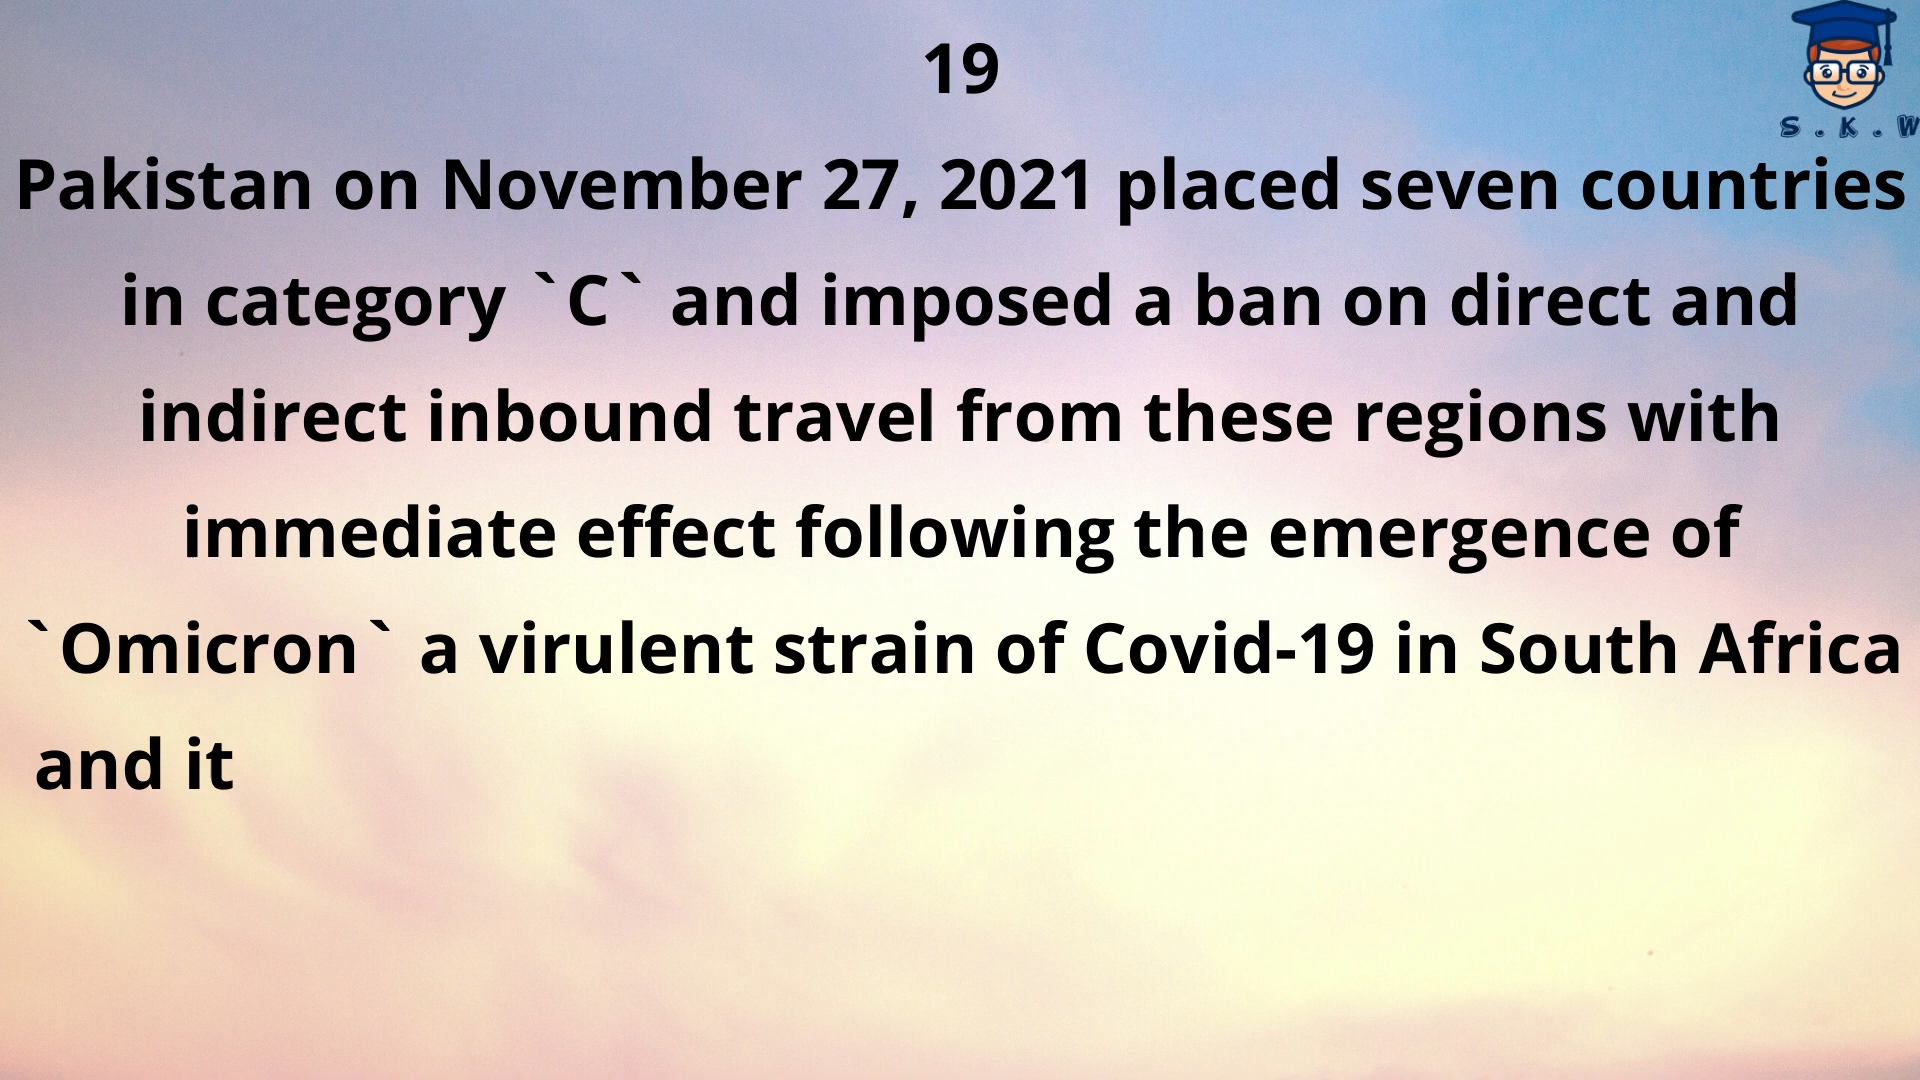 19
S . K . W
Pakistan on November 27, 2021 placed seven countries
in category `C` and imposed a ban on direct and
indirect inbound travel from these regions with
immediate effect following the emergence of
`Omicron` a virulent strain of Covid-19 in South Africa
and it